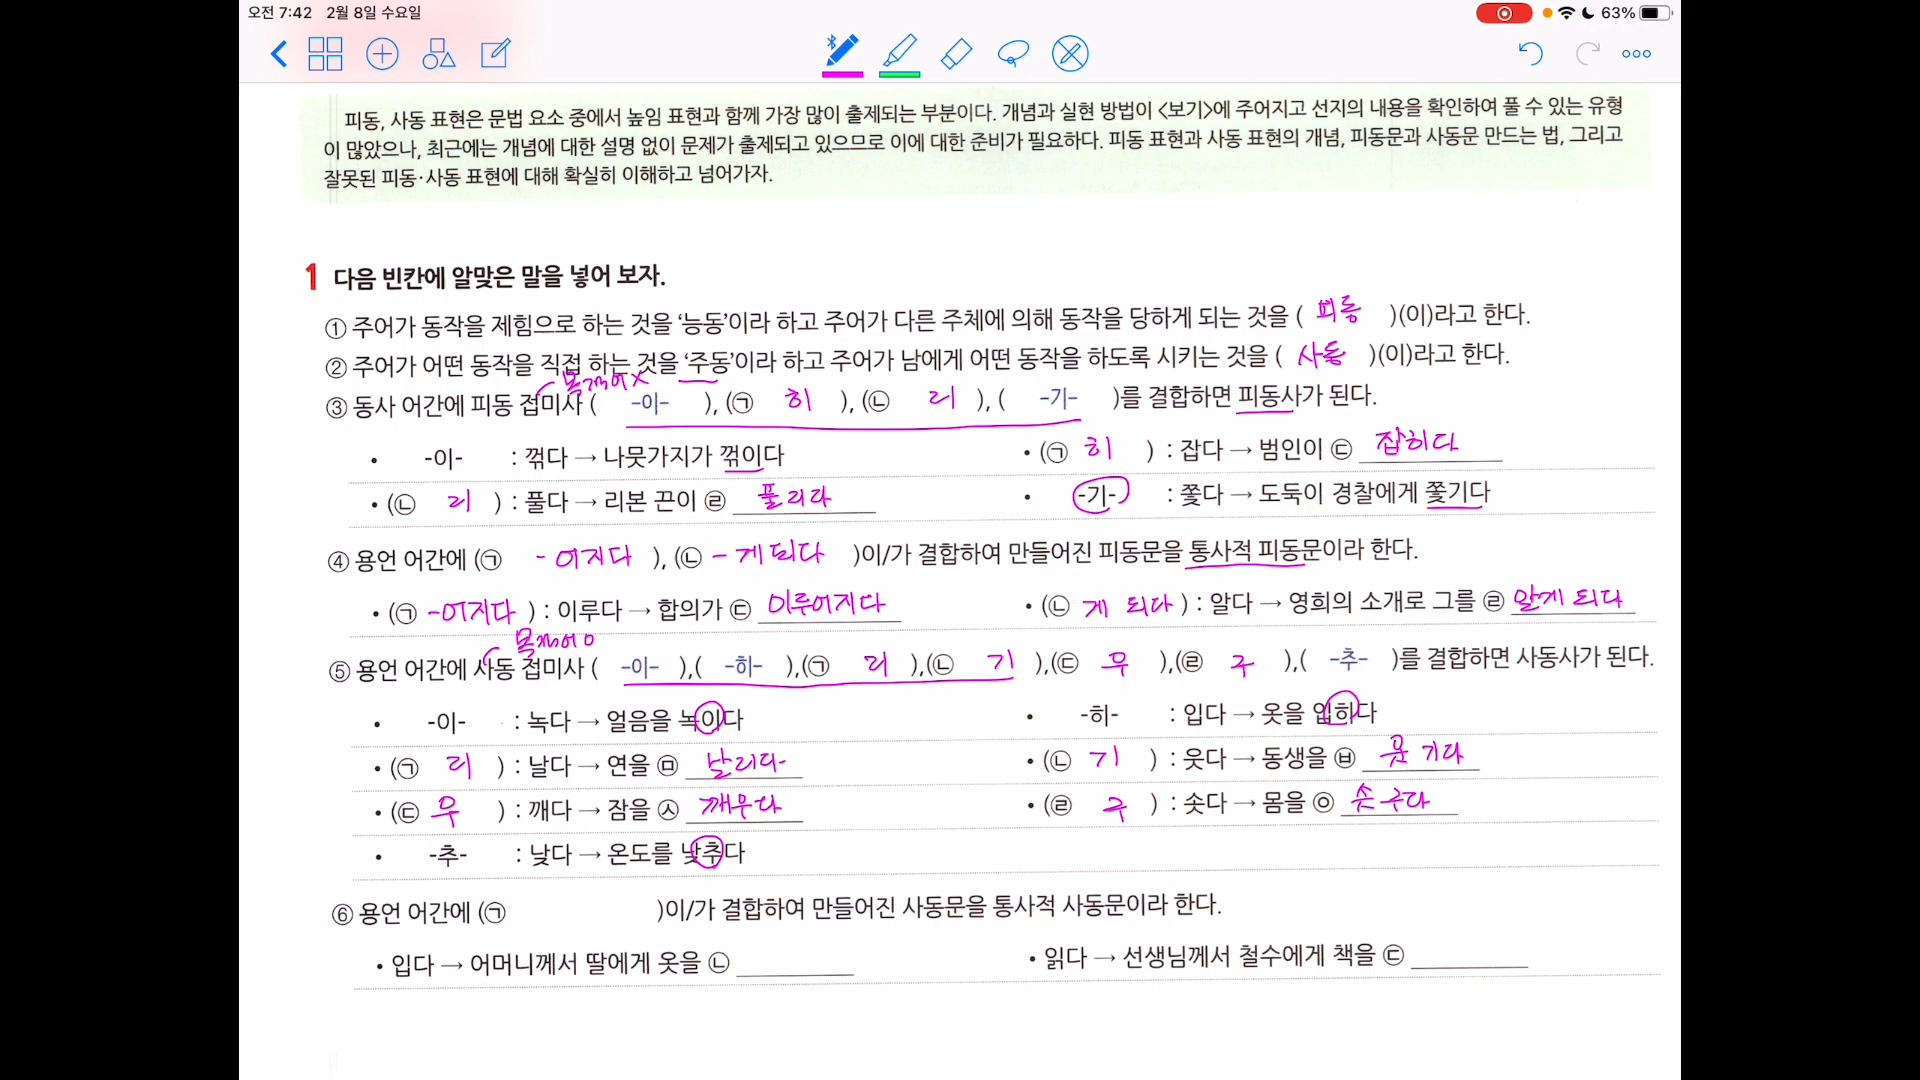 오전 7:42 2월 8일 수요일 63%
피동, 사동 표현은 문법 요소 중에서 높임 표현과 함께 가장 많이 출제되는 부분이다. 개념과 실현 방법이 <보기>에 주어지고 선지의 내용을 확인하여 풀 수 있는 유형
이 많았으나, 최근에는 개념에 대한 설명 없이 문제가 출제되고 있으므로 이에 대한 준비가 필요하다. 피동 표현과 사동 표현의 개념, 피동문과 사동문 만드는 법, 그리고
잘못된 피동·사동 표현에 대해 확실히 이해하고 넘어가자.
1 다음 빈칸에 알맞은 말을 넣어 보자.
① 주어가 동작을 제힘으로 하는 것을 ‘능동’이라 하고 주어가 다른 주체에 의해 동작을 당하게 되는 것을 ( 피동 )(이)라고 한다.
② 주어가 어떤 동작을 직접 하는 것을 ‘주동’이라 하고 주어가 남에게 어떤 동작을 하도록 시키는 것을 ( 사동 )(이)라고 한다.
목적어 X
③ 동사 어간에 피동 접미사 ( -이- ), (㉠ 히 ), (㉡ 리 ), ( -기- )를 결합하면 피동사가 된다.
• -이- : 꺾다 → 나뭇가지가 꺾이다 • (㉠ 히 ) : 잡다 → 범인이 ㉢ 잡히다
• (㉡ 리 ) : 풀다 → 리본 끈이 ㉣ 풀리다 • -기- : 쫓다 → 도둑이 경찰에게 쫓기다
④ 용언 어간에 (㉠ -어지다 ), (㉡ -게 되다 )이/가 결합하여 만들어진 피동문을 통사적 피동문이라 한다.
• (㉠ -어지다 ) : 이루다 → 합의가 ㉢ 이루어지다 • (㉡ 게 되다 ) : 알다 → 영희의 소개로 그를 ㉣ 알게 되다
목적어 O
⑤ 용언 어간에 사동 접미사 ( -이- ),( -히- ),(㉠ 리 ),(㉡ 기 ),(㉢ 우 ),(㉣ 구 ),( -추- )를 결합하면 사동사가 된다.
• -이- : 녹다 → 얼음을 녹이다 • -히- : 입다 → 옷을 입히다
• (㉠ 리 ) : 날다 → 연을 ㉤ 날리다 • (㉡ 기 ) : 웃다 → 동생을 ㉥ 웃기다
• (㉢ 우 ) : 깨다 → 잠을 ㉦ 깨우다 • (㉣ 구 ) : 솟다 → 몸을 ㉧ 솟구다
• -추- : 낮다 → 온도를 낮추다
⑥ 용언 어간에 (㉠ )이/가 결합하여 만들어진 사동문을 통사적 사동문이라 한다.
• 입다 → 어머니께서 딸에게 옷을 ㉡ • 읽다 → 선생님께서 철수에게 책을 ㉢